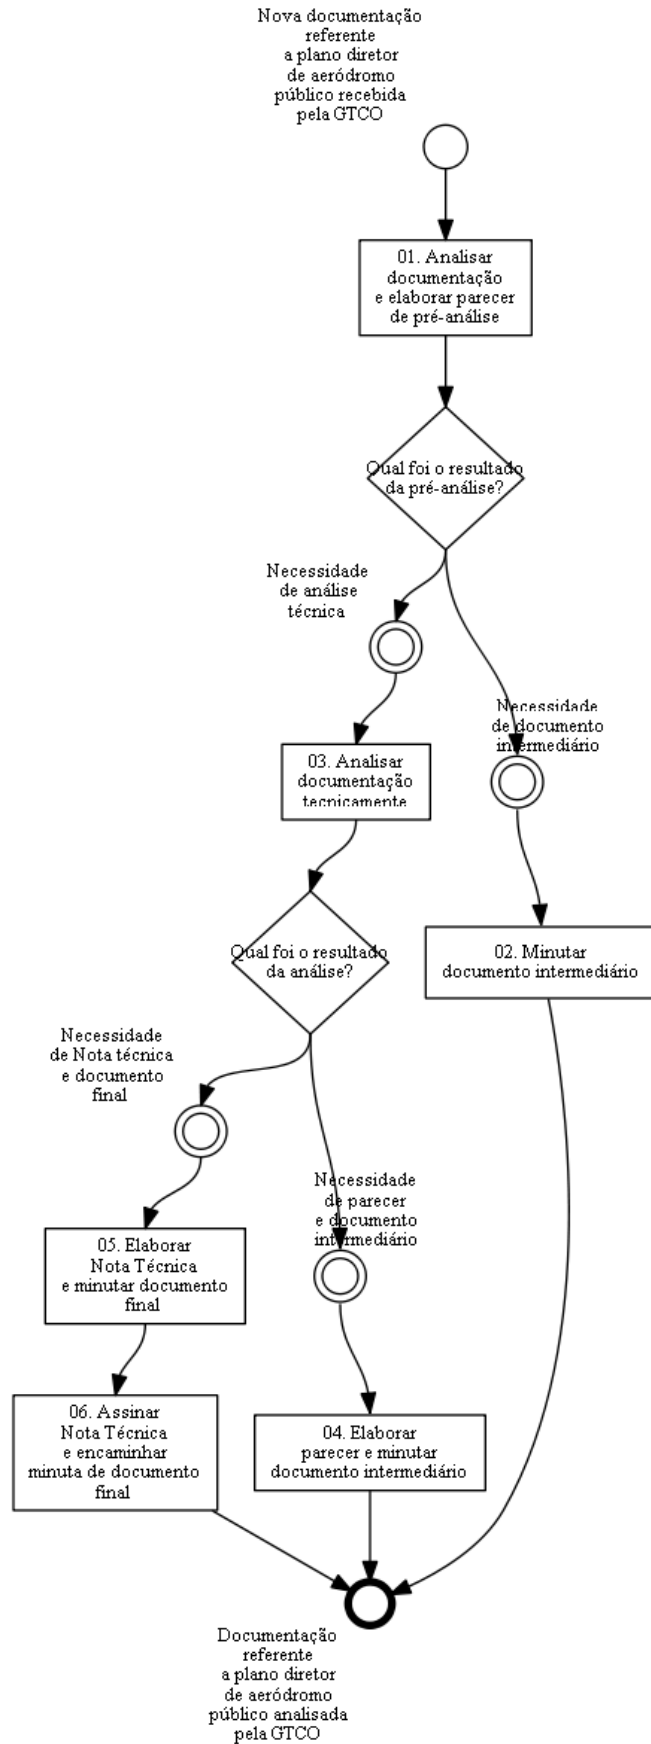 Nova documentação
referente
a plano diretor
de aeródromo
público recebida
pela GTCO
01. Analisar
documentação
e elaborar parecer
de pré-análise
Qual foi o resultado
da pré-análise?
Necessidade
de análise
técnica
Necessidade
de documento
intermediário
03. Analisar
documentação
tecnicamente
02. Minutar
documento intermediário
Qual foi o resultado
da análise?
Necessidade
de Nota técnica
e documento
final
Necessidade
de parecer
e documento
intermediário
05. Elaborar
Nota Técnica
e minutar documento
final
06. Assinar
Nota Técnica
e encaminhar
minuta de documento
final
04. Elaborar
parecer e minutar
documento intermediário
Documentação
referente
a plano diretor
de aeródromo
público analisada
pela GTCO